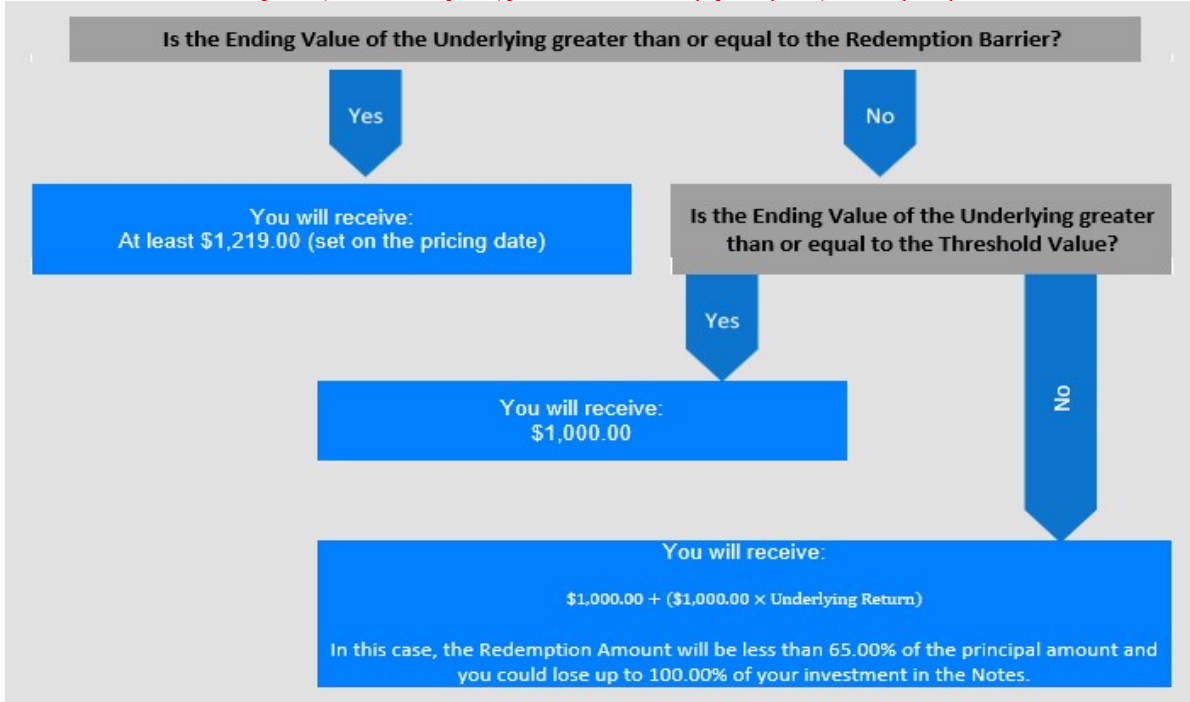 Is the Ending Value of the Underlying greater than or equal to the Redemption Barrier?
Yes
No
You will receive:
At least $1,219.00 (set on the pricing date)
Is the Ending Value of the Underlying greater
than or equal to the Threshold Value?
Yes
No
You will receive:
$1,000.00
You will receive:
$1,000.00 + ($1,000.00 × Underlying Return)
In this case, the Redemption Amount will be less than 65.00% of the principal amount and
you could lose up to 100.00% of your investment in the Notes.